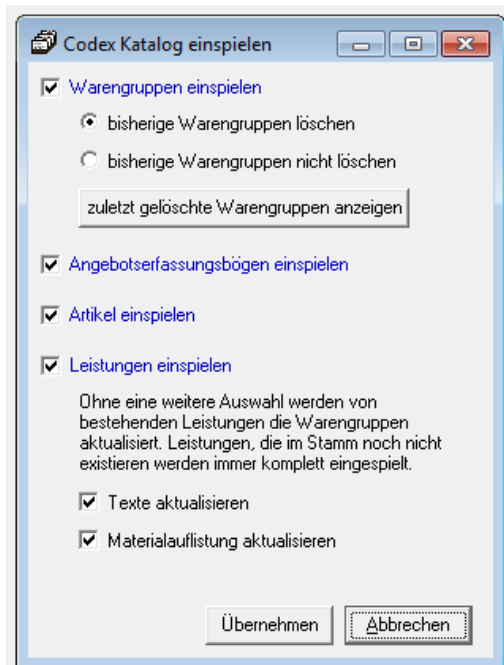 Codex Katalog einspielen
Warengruppen einspielen
bisherige Warengruppen löschen
bisherige Warengruppen nicht löschen
zuletzt gelöschte Warengruppen anzeigen
Angebotserfassungsbögen einspielen
Artikel einspielen
Leistungen einspielen
Ohne eine weitere Auswahl werden von
bestehenden Leistungen die Warengruppen
aktualisiert. Leistungen, die im Stamm noch nicht
existieren werden immer komplett eingespielt.
Texte aktualisieren
Materialauflistung aktualisieren
Übernehmen Abbrechen